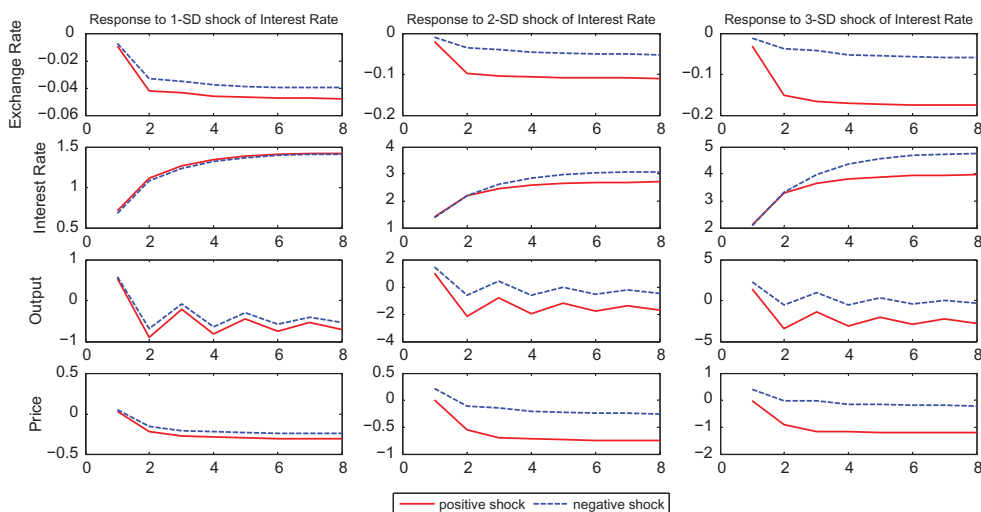 Response to 1-SD shock of Interest Rate
Response to 2-SD shock of Interest Rate
Response to 3-SD shock of Interest Rate
Exchange Rate
0
−0.02
−0.04
−0.06
0 2 4 6 8
0
−0.1
−0.2
0 2 4 6 8
0
−0.1
−0.2
0 2 4 6 8
Interest Rate
1.5
1
0.5
0 2 4 6 8
4
3
2
1
0 2 4 6 8
5
4
3
2
0 2 4 6 8
Output
1
0
−1
0 2 4 6 8
2
0
−2
−4
0 2 4 6 8
5
0
−5
0 2 4 6 8
Price
0.5
0
−0.5
0 2 4 6 8
0.5
0
−0.5
−1
0 2 4 6 8
1
0
−1
−2
0 2 4 6 8
positive shock
negative shock